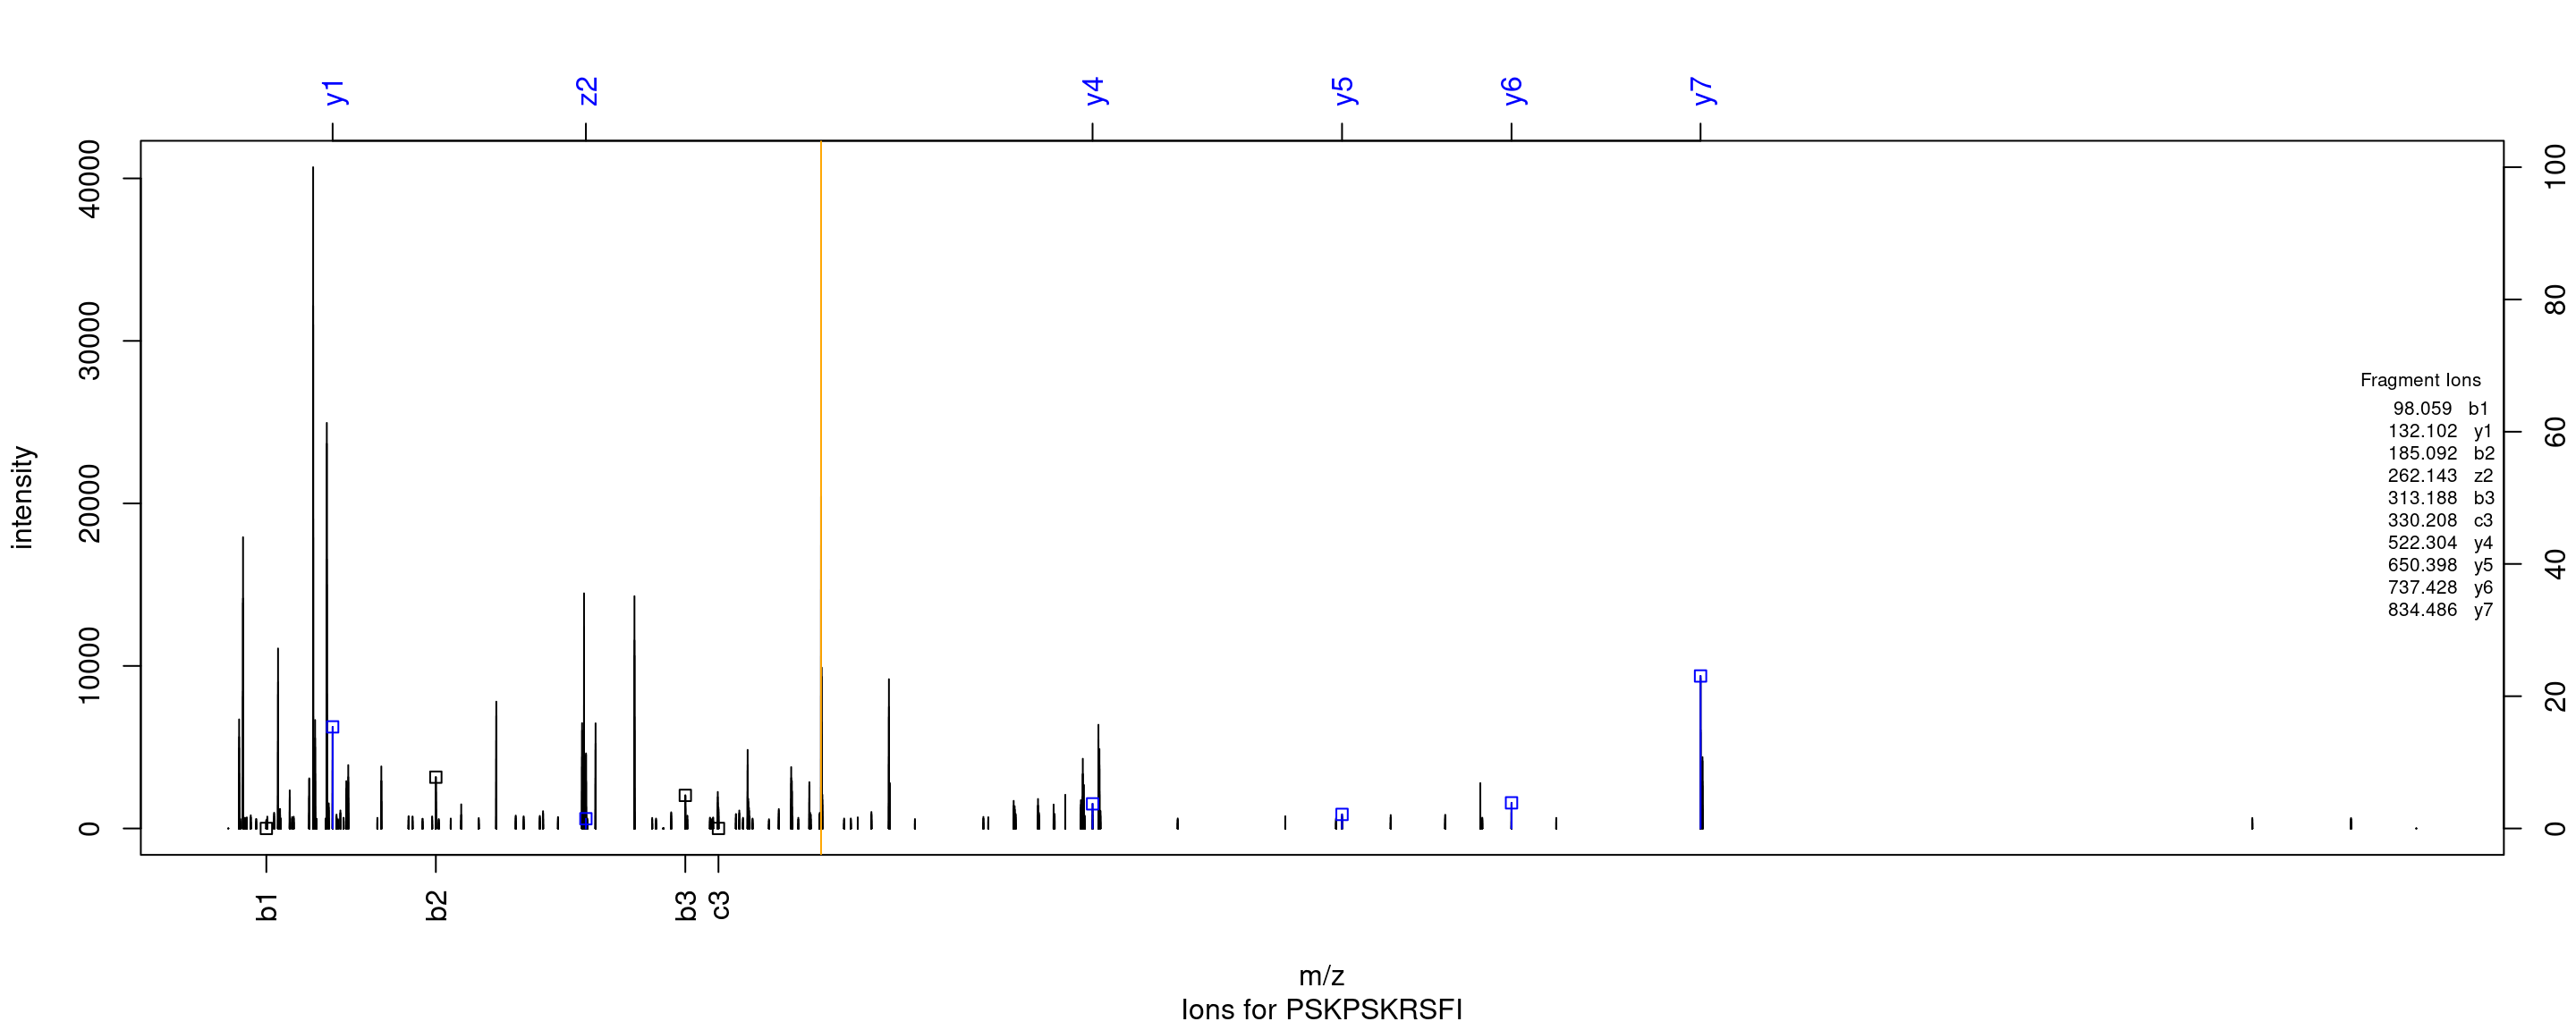 y1 z2 y4 y5 y6 y7
40000
30000
20000
10000
0
intensity
100
80
60
40
20
0
Fragment Ions
98.059 b1
132.102 y1
185.092 b2
262.143 z2
313.188 b3
330.208 c3
522.304 y4
650.398 y5
737.428 y6
834.486 y7
b1 b2 b3 c3
m/z
Ions for PSKPSKRSFI